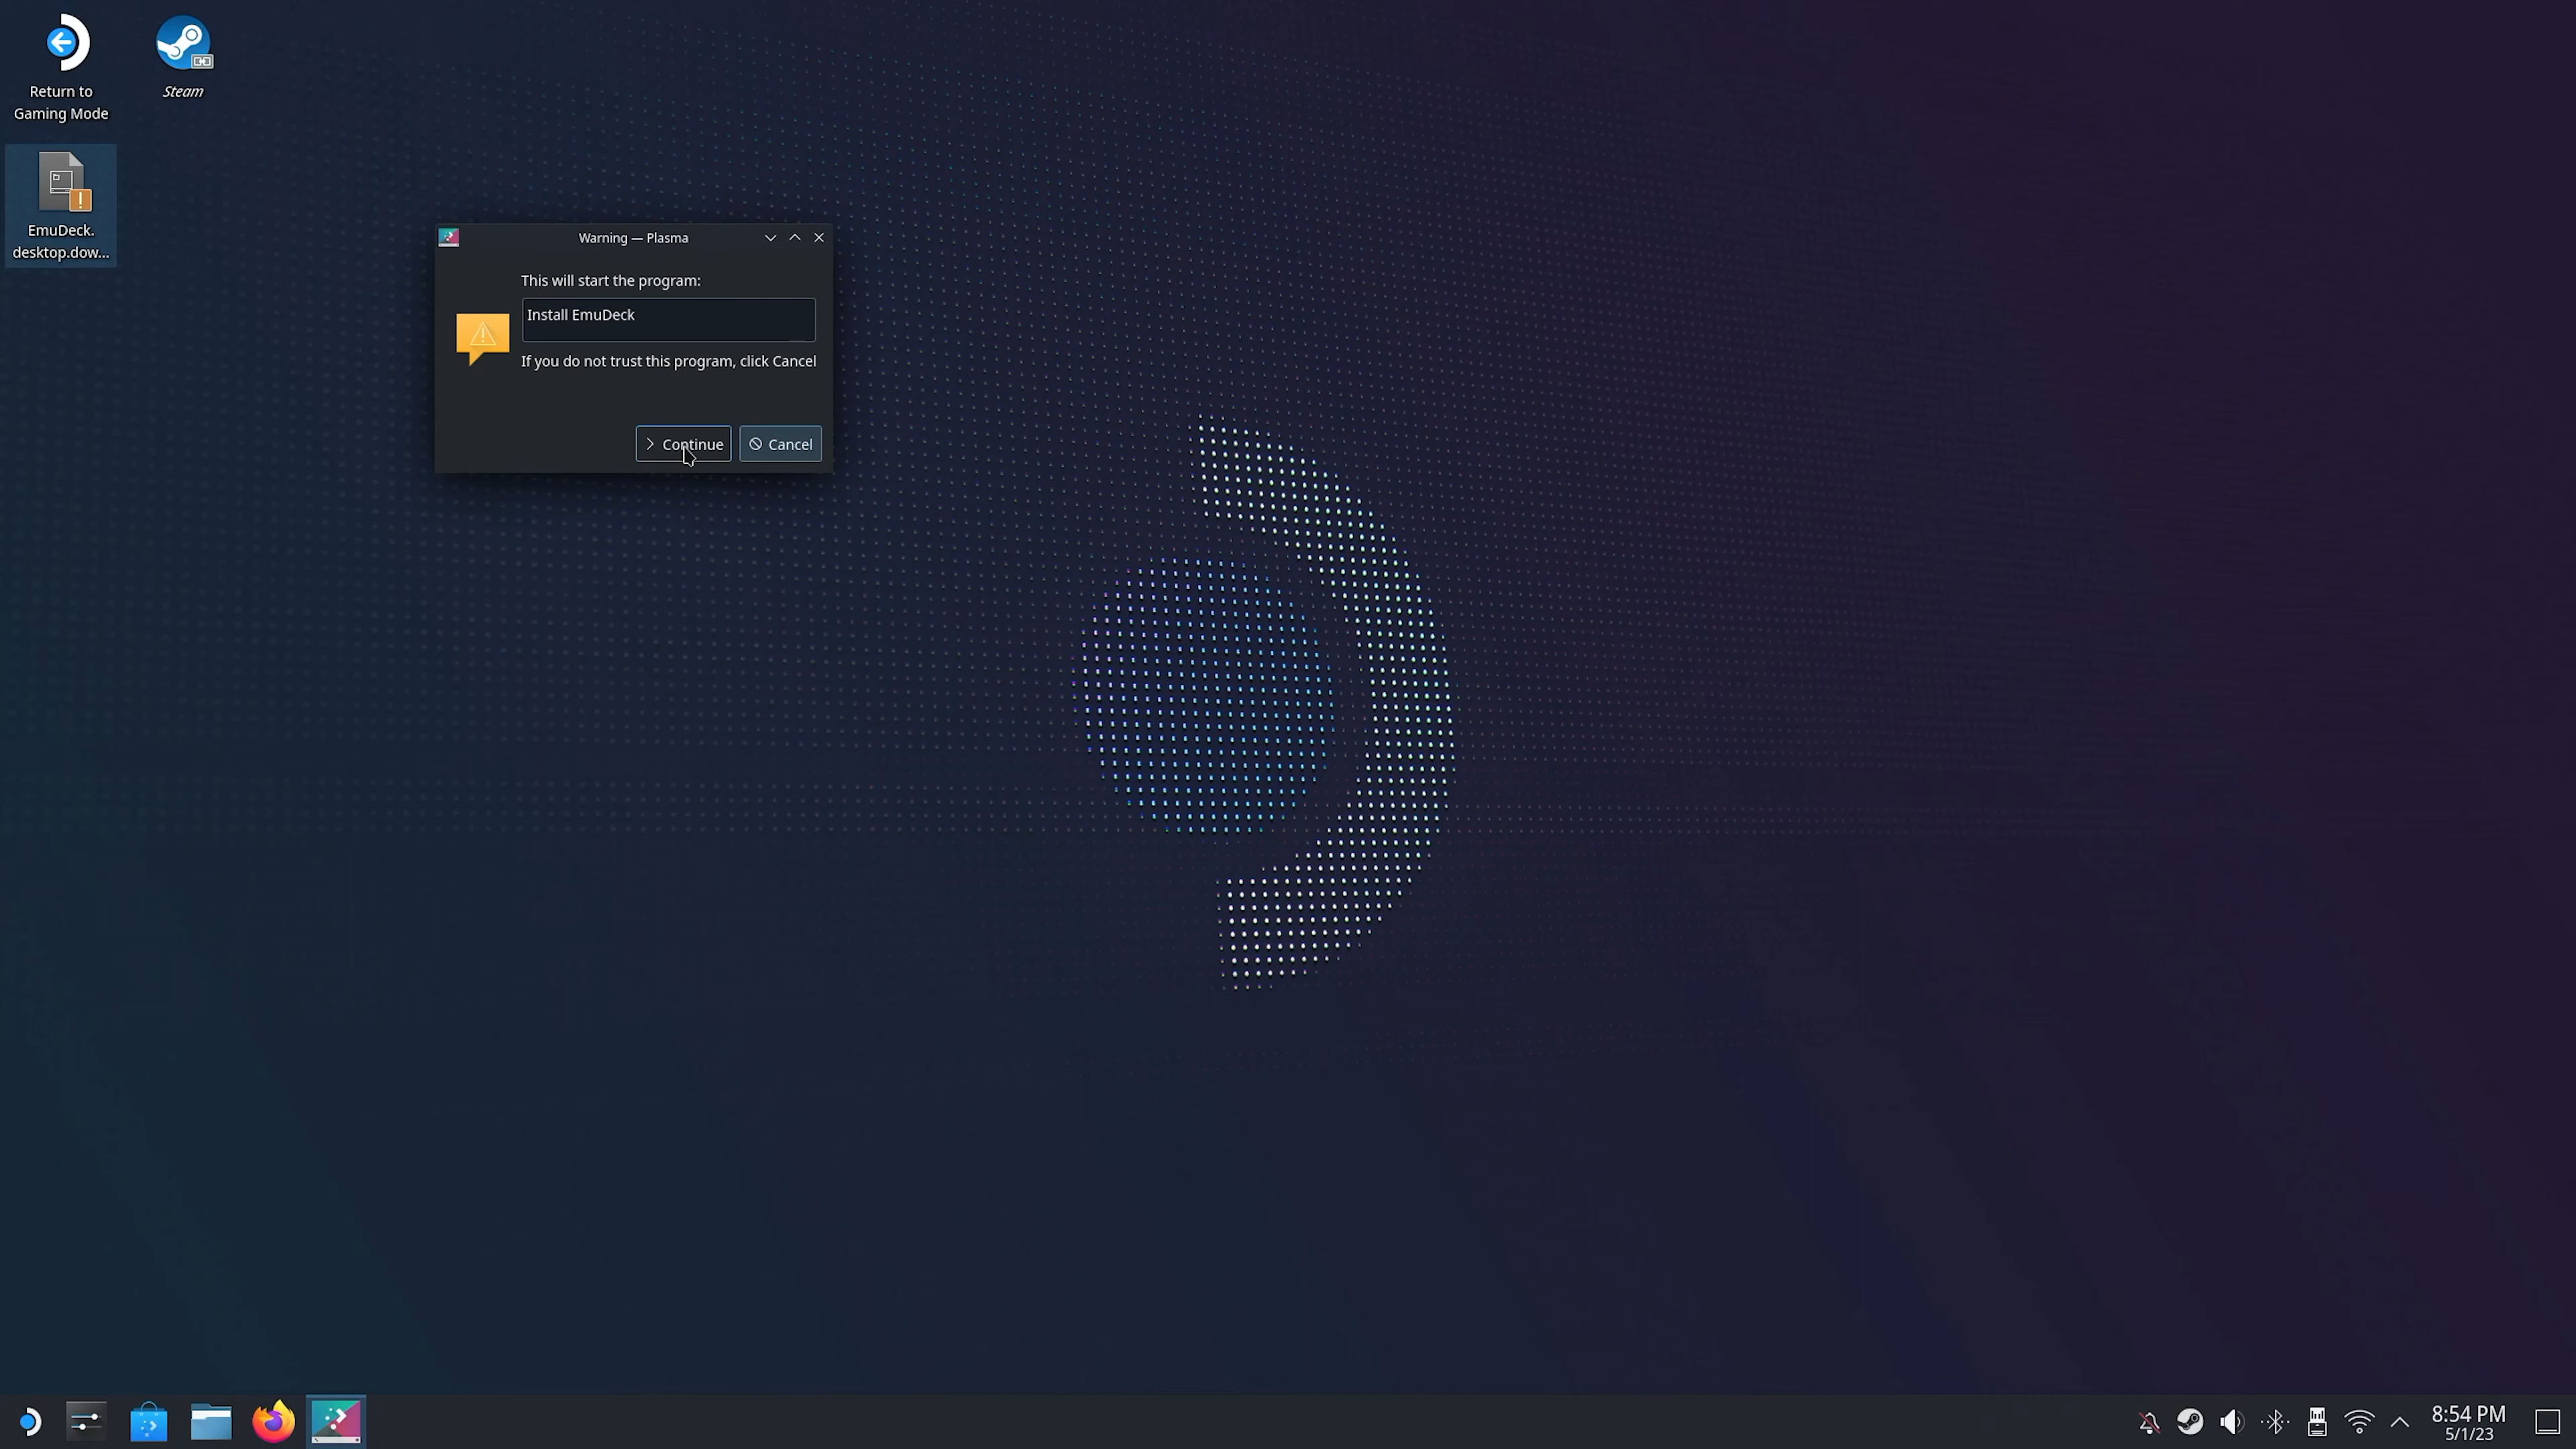 Return to
Gaming Mode
Steam
EmuDeck.
desktop.dow...
Warning — Plasma
This will start the program:
Install EmuDeck
If you do not trust this program, click Cancel
Continue
Cancel
8:54 PM
5/1/23